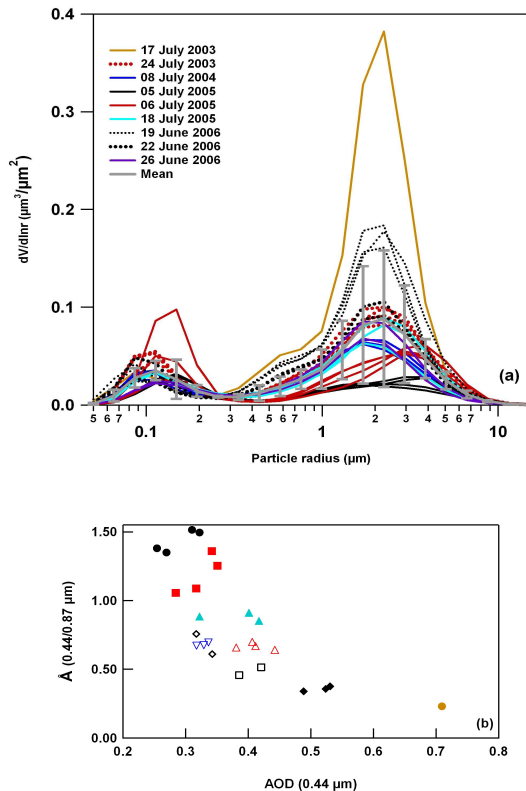 0.4
0.3
0.2
0.1
0.0
dV/dlnr (µm³/µm²)
17 July 2003
24 July 2003
08 July 2004
05 July 2005
06 July 2005
18 July 2005
19 June 2006
22 June 2006
26 June 2006
Mean
(a)
5 6 7 0.1 2 3 4 5 6 7 1 2 3 4 5 6 7 10
Particle radius (µm)
1.50
1.00
0.50
0.00
Å (0.44/0.87 µm)
(b)
0.2 0.3 0.4 0.5 0.6 0.7 0.8
AOD (0.44 µm)